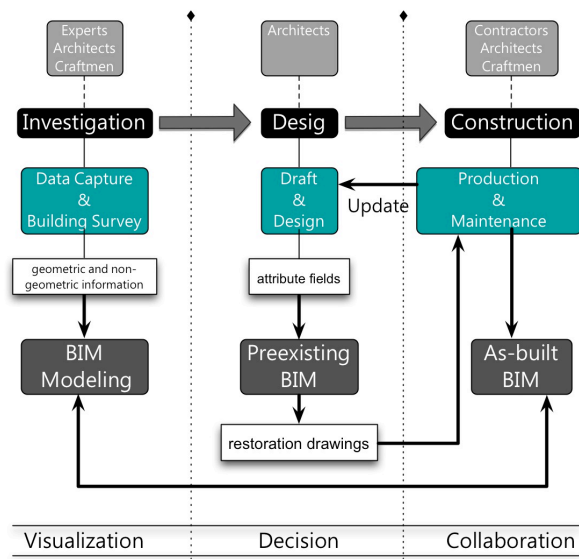 Experts
Architects
Craftmen
Architects
Contractors
Architects
Craftmen
Investigation
Desig
Construction
Data Capture
&
Building Survey
Draft
&
Design
Update
Production
&
Maintenance
geometric and non-
geometric information
attribute fields
BIM
Modeling
Preexisting
BIM
As-built
BIM
restoration drawings
Visualization
Decision
Collaboration